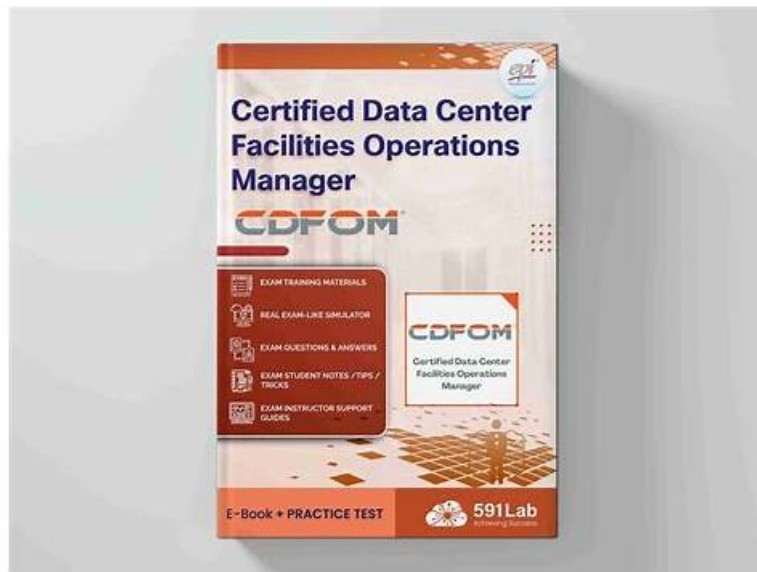 epi
Certified Data Center
Facilities Operations
Manager
CDFOM
EXAM TRAINING MATERIALS
REAL EXAM-LIKE SIMULATOR
EXAM QUESTIONS & ANSWERS
EXAM STUDENT NOTES / TIPS /
TRICKS
EXAM INSTRUCTOR SUPPORT
GUIDES
CDFOM
Certified Data Center
Facilities Operations
Manager
E-Book + PRACTICE TEST
591Lab
Achieving Success